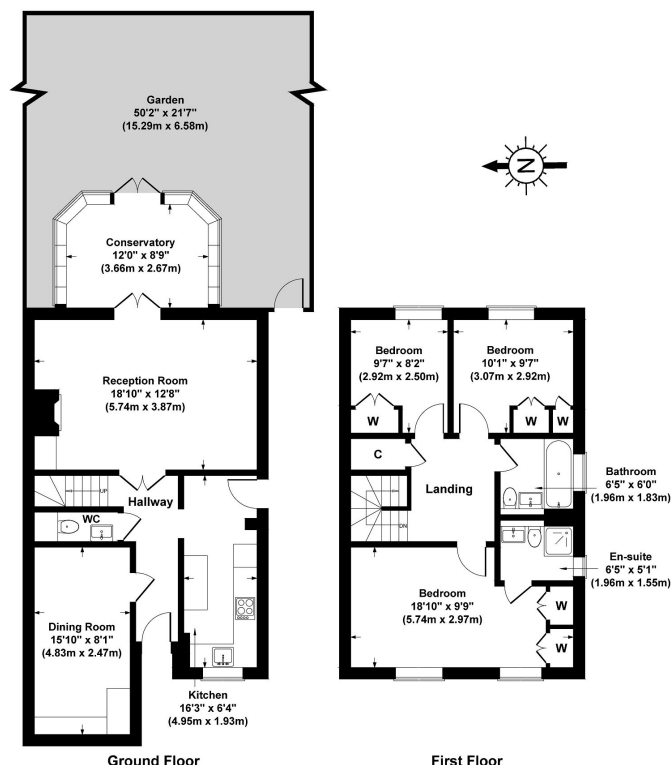 Garden
50'2" x 21'7"
(15.29m x 6.58m)
N
Conservatory
12'0" x 8'9"
(3.66m x 2.67m)
Reception Room
18'10" x 12'8"
(5.74m x 3.87m)
UP
Hallway
WC
Dining Room
15'10" x 8'1"
(4.83m x 2.47m)
Kitchen
16'3" x 6'4"
(4.95m x 1.93m)
Ground Floor
Bedroom
9'7" x 8'2"
(2.92m x 2.50m)
Bedroom
10'1" x 9'7"
(3.07m x 2.92m)
W
W
W
C
Landing
DN
Bathroom
6'5" x 6'0"
(1.96m x 1.83m)
En-suite
6'5" x 5'1"
(1.96m x 1.55m)
Bedroom
18'10" x 9'9"
(5.74m x 2.97m)
W
W
First Floor